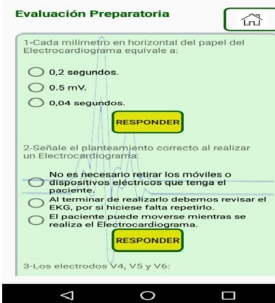 Evaluación Preparatoria
1-Cada milímetro en horizontal del papel del
Electrocardiograma equivale a:
0,2 segundos.
0.5 mV.
0,04 segundos.
RESPONDER
2-Señale el planteamiento correcto al realizar
un Electrocardiograma:
No es necesario retirar los móviles o
dispositivos eléctricos que tenga el
paciente.
Al terminar de realizarlo debemos revisar el
EKG, por si hiciese falta repetirlo.
El paciente puede moverse mientras se
realiza el Electrocardiograma.
RESPONDER
3-Los electrodos V4, V5 y V6: